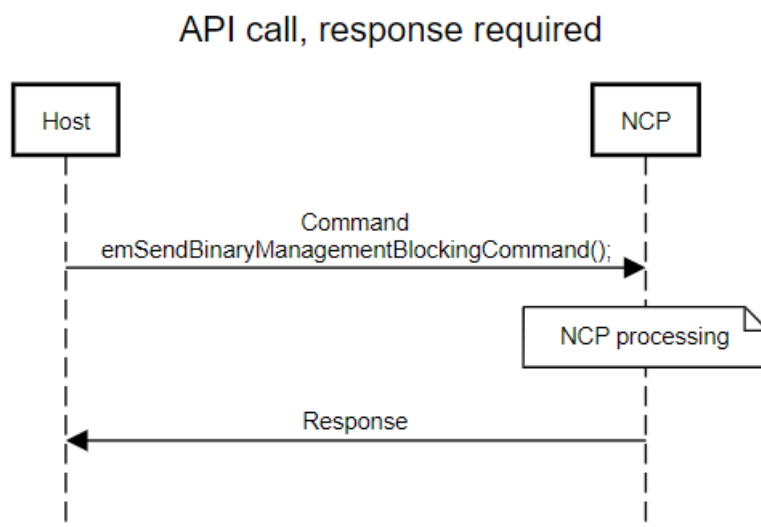 API call, response required
Host
NCP
Command
emSendBinaryManagementBlockingCommand();
NCP processing
Response